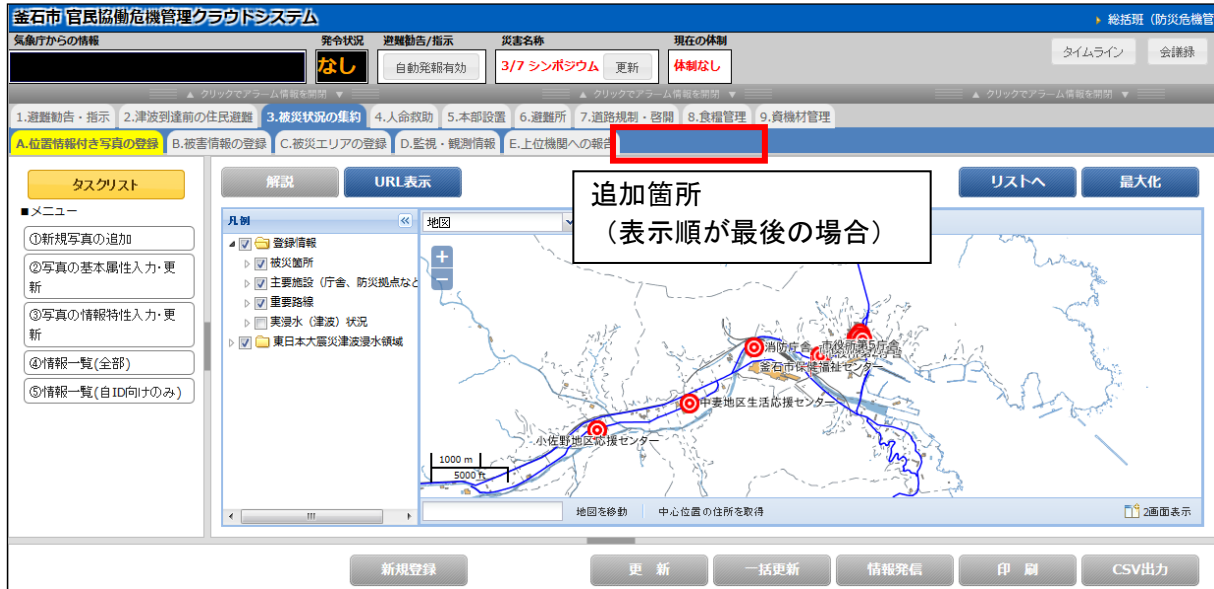 釜石市 官民協働危機管理クラウドシステム
総括班（防災危機管
気象庁からの情報 発令状況 避難勧告/指示 災害名称 現在の体制
なし 自動発報有効 3/7 シンポジウム 更新 体制なし タイムライン 会議録
▲ クリックでアラーム情報を開閉 ▼ ▲ クリックでアラーム情報を開閉 ▼ ▲ クリックでアラーム情報を開閉 ▼
1.避難勧告・指示 2.津波到達前の住民避難 3.被災状況の集約 4.人命救助 5.本部設置 6.避難所 7.道路規制・啓開 8.食糧管理 9.資機材管理
A.位置情報付き写真の登録 B.被害情報の登録 C.被災エリアの登録 D.監視・観測情報 E.上位機関への報告
タスクリスト
解説 URL表示 リストへ 最大化
追加箇所
（表示順が最後の場合）
■メニュー
①新規写真の追加
②写真の基本属性入力・更
新
③写真の情報特性入力・更
新
④情報一覧(全部)
⑤情報一覧(自ID向けのみ)
凡例
登録情報
被災箇所
主要施設（庁舎、防災拠点など
重要路線
実浸水（津波）状況
東日本大震災津波浸水領域
地図
消防庁舎
市役所第5庁舎
釜石市保健福祉センター
中妻地区生活応援センター
小佐野地区応援センター
1000 m
5000 ft
地図を移動 中心位置の住所を取得 2画面表示
新規登録 更 新 一括更新 情報発信 印 刷 CSV出力